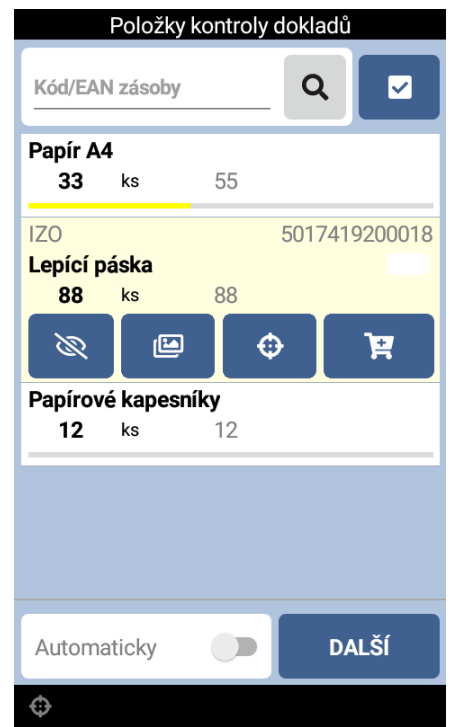 Položky kontroly dokladů
Kód/EAN zásoby
Papír A4
33 ks 55
IZO 5017419200018
Lepící páska
88 ks 88
Papírové kapesníky
12 ks 12
Automaticky
DALŠÍ